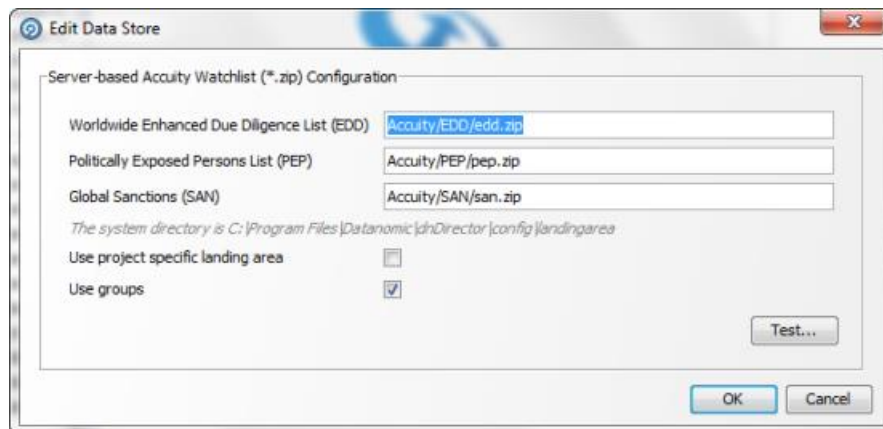 Edit Data Store
Server-based Accuity Watchlist (*.zip) Configuration
Worldwide Enhanced Due Diligence List (EDD) Accuity/EDD/edd.zip
Politically Exposed Persons List (PEP) Accuity/PEP/pep.zip
Global Sanctions (SAN) Accuity/SAN/san.zip
The system directory is C:\Program Files\Datanomic\dnDirector\config\landingarea
Use project specific landing area
Use groups
Test...
OK Cancel